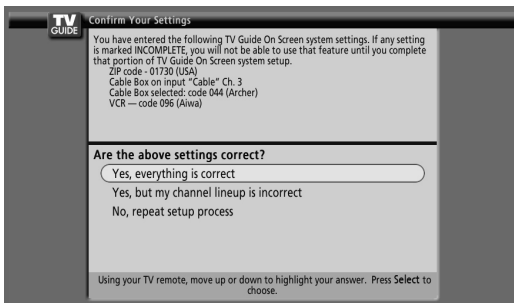 TV
GUIDE
Confirm Your Settings
You have entered the following TV Guide On Screen system settings. If any setting
is marked INCOMPLETE, you will not be able to use that feature until you complete
that portion of TV Guide On Screen system setup.
ZIP code - 01730 (USA)
Cable Box on input “Cable” Ch. 3
Cable Box selected: code 044 (Archer)
VCR — code 096 (Aiwa)
Are the above settings correct?
Yes, everything is correct
Yes, but my channel lineup is incorrect
No, repeat setup process
Using your TV remote, move up or down to highlight your answer. Press Select to
choose.